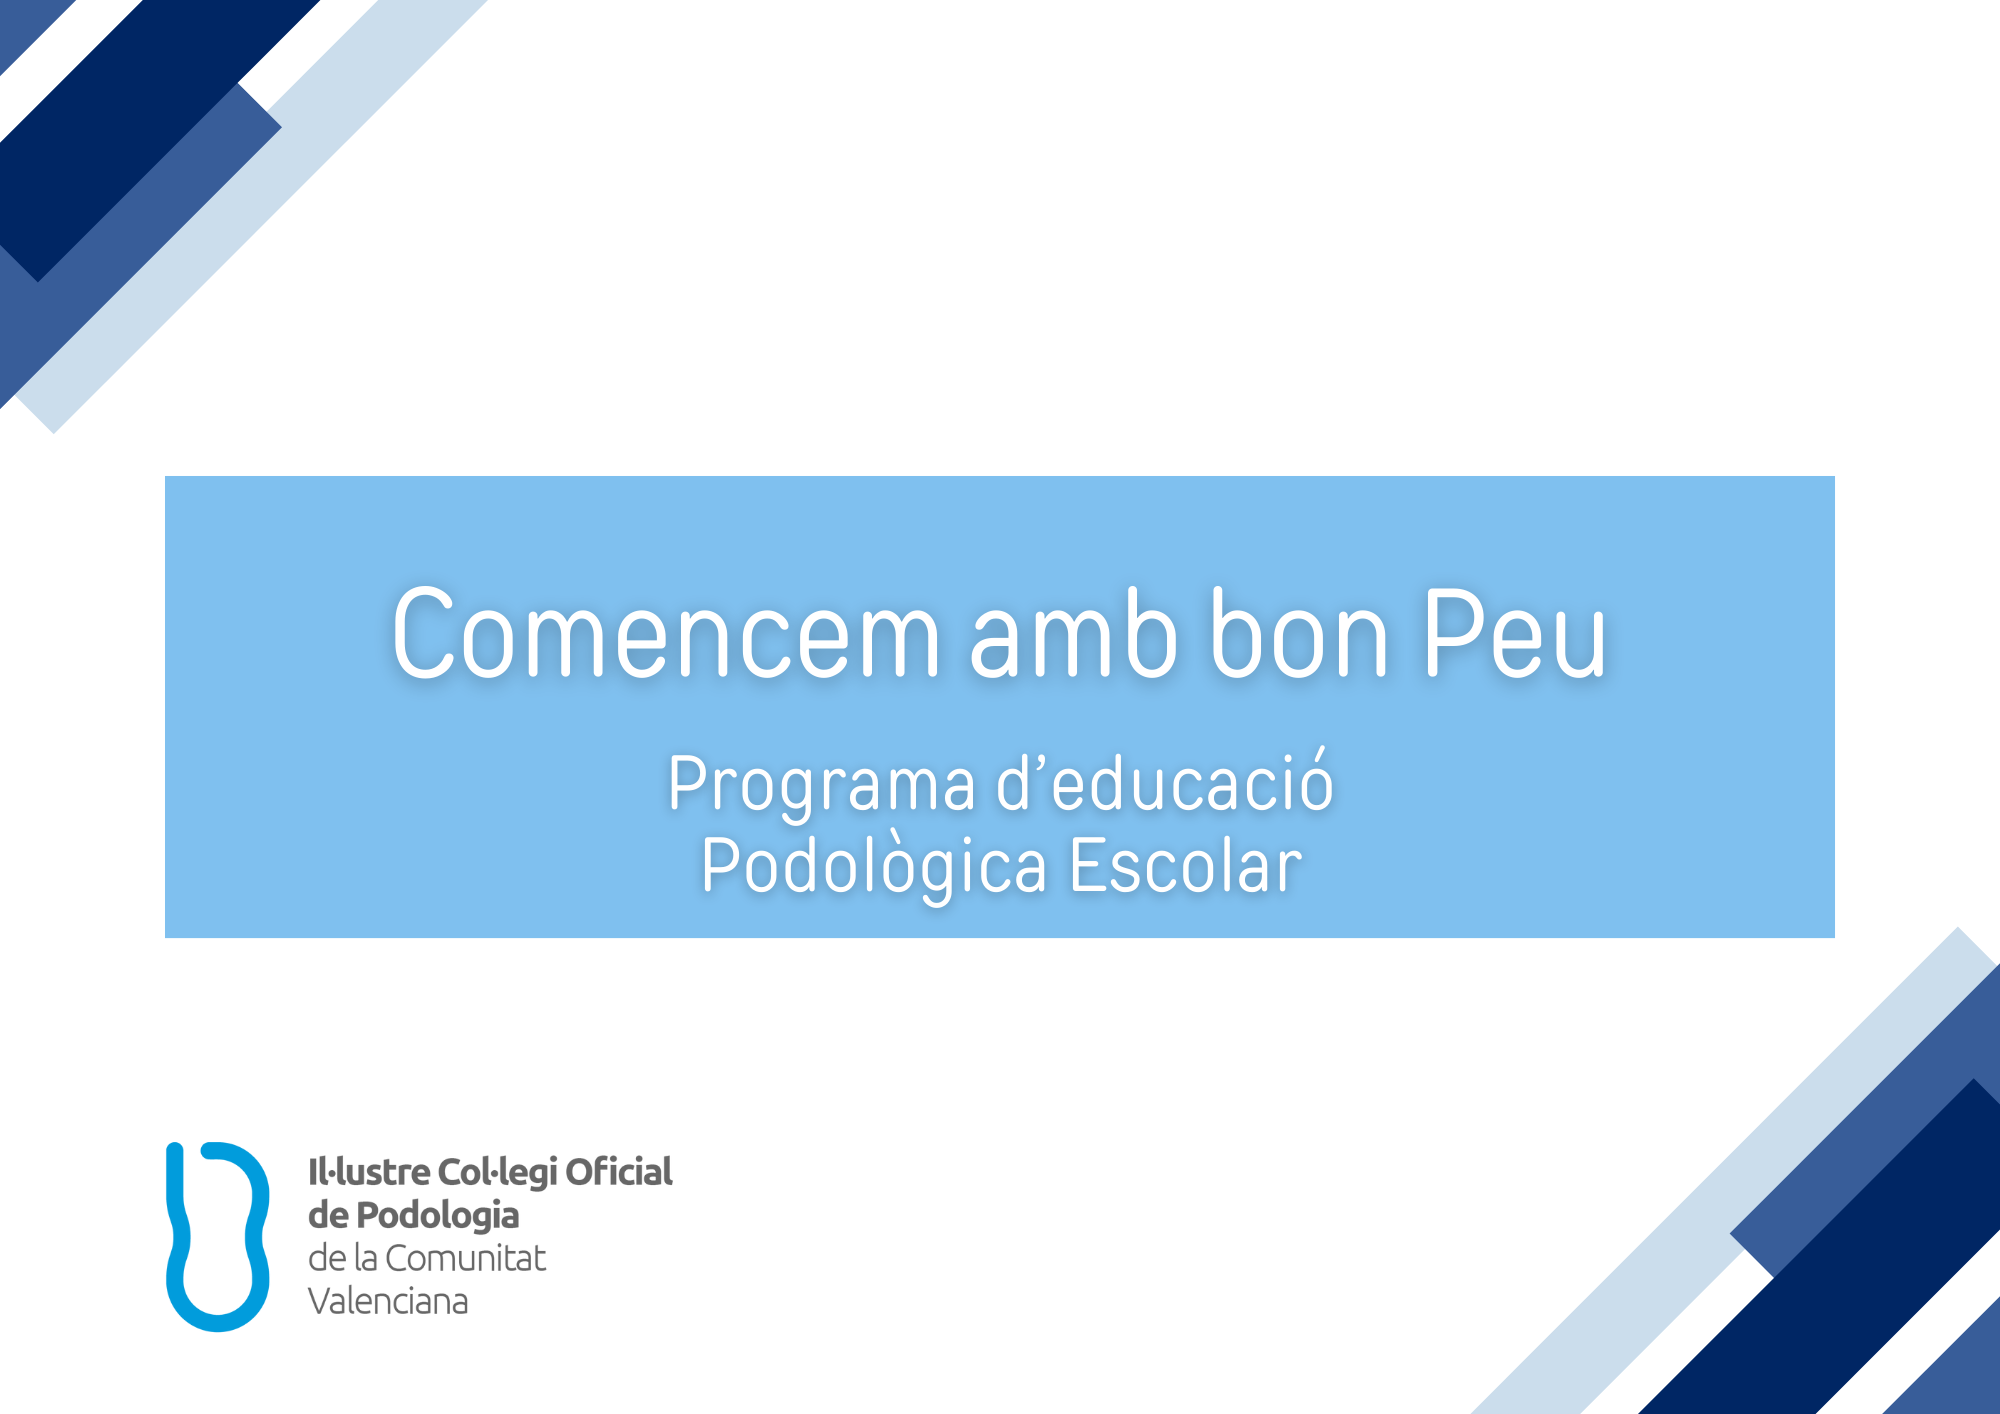 Comencem amb bon Peu
Programa d’educació
Podològica Escolar
Il·lustre Col·legi Oficial
de Podologia
de la Comunitat
Valenciana